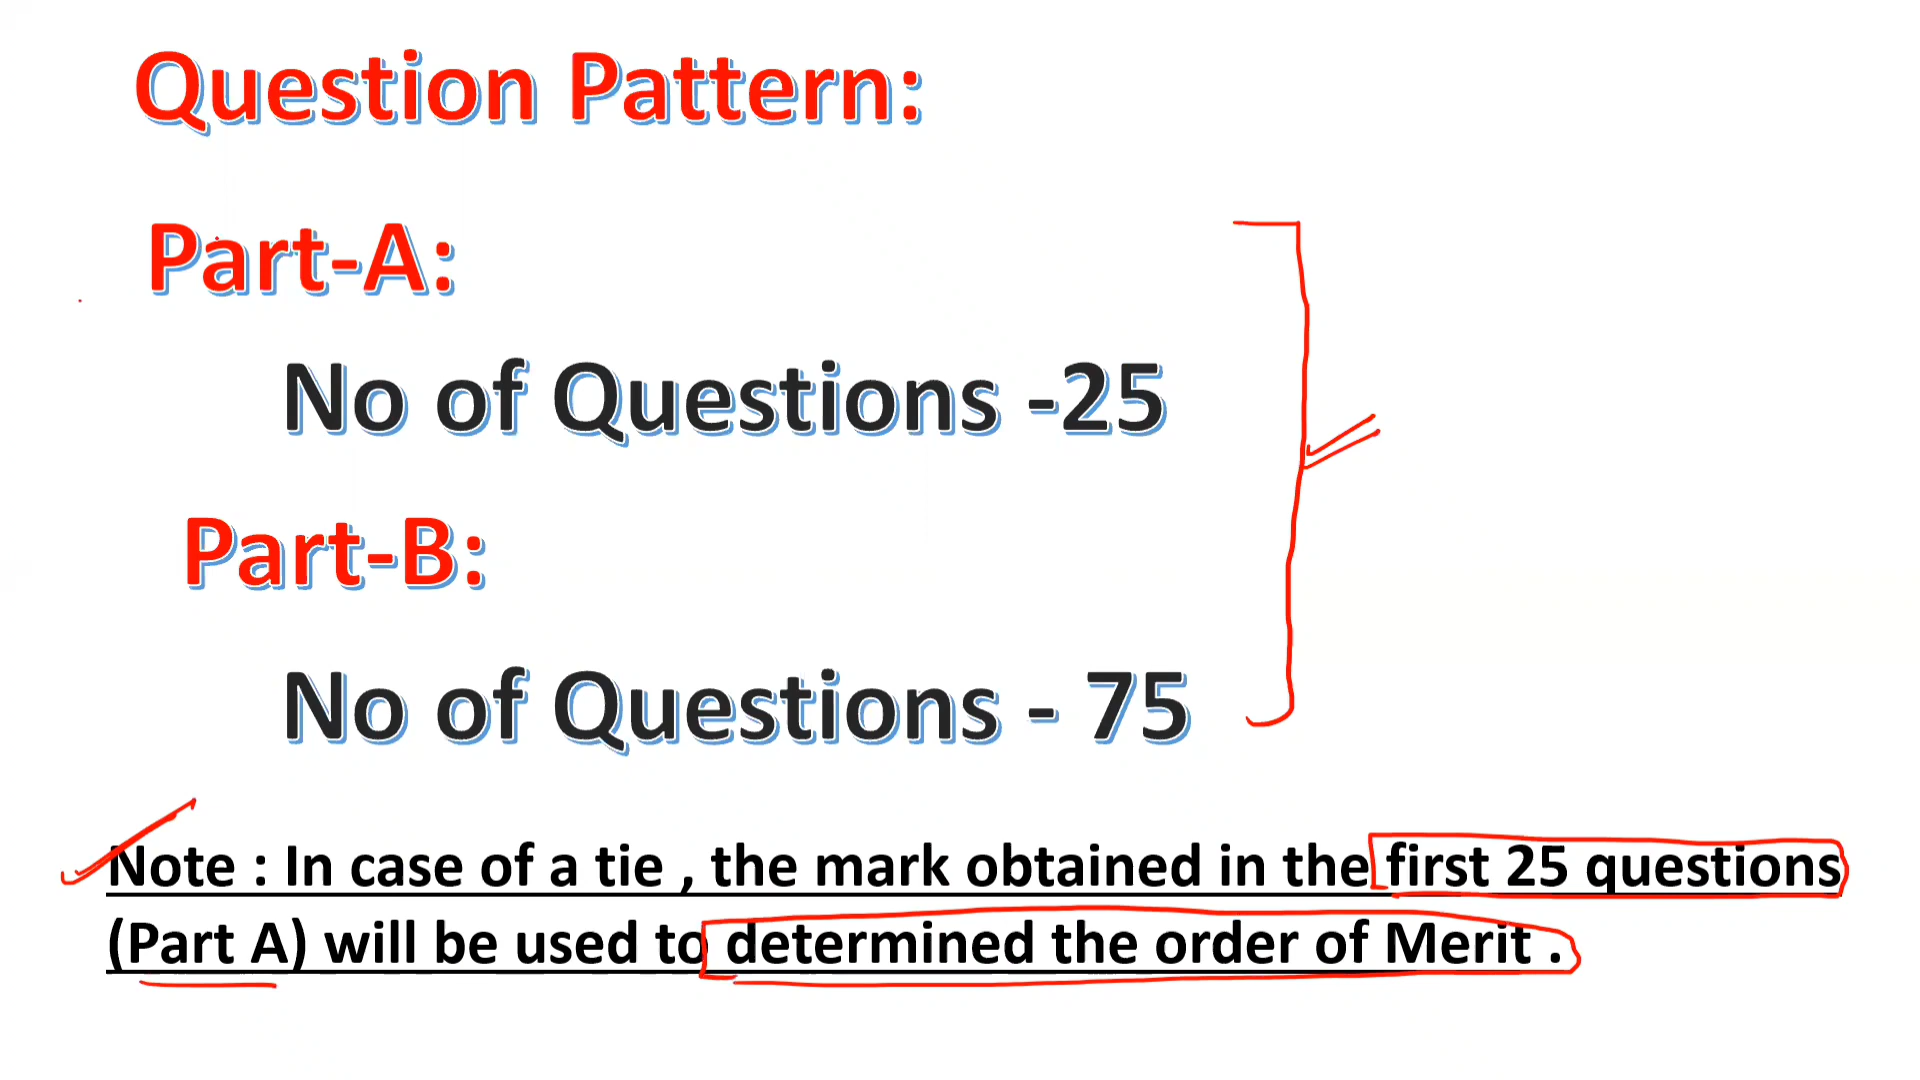 Question Pattern:
Part-A:
No of Questions -25
Part-B:
No of Questions - 75
Note : In case of a tie , the mark obtained in the first 25 questions
(Part A) will be used to determined the order of Merit .